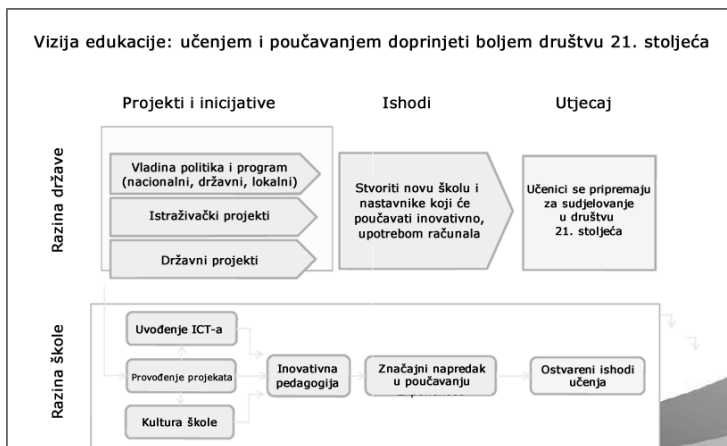 Vizija edukacije: učenjem i poučavanjem doprinjeti boljem društvu 21. stoljeća
Projekti i inicijative
Ishodi
Utjecaj
Razina države
Vladina politika i program
(nacionalni, državni, lokalni)
Istraživački projekti
Državni projekti
Stvoriti novu školu i
nastavnike koji će
poučavati inovativno,
upotrebom računala
Učenici se pripremaju
za sudjelovanje
u društvu
21. stoljeća
Razina škole
Uvođenje ICT-a
Provođenje projekata
Kultura škole
Inovativna
pedagogija
Značajni napredak
u poučavanju
Ostvareni ishodi
učenja